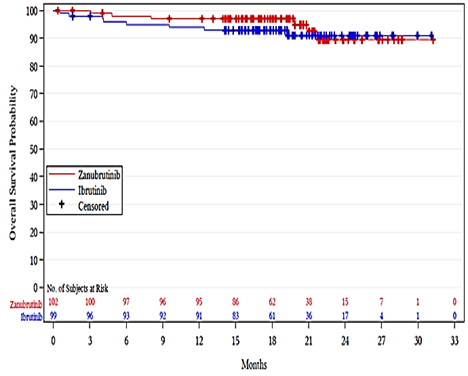 100
90
80
70
60
50
40
30
20
10
0
Overall Survival Probability
Zanubrutinib
Ibrutinib
Censored
No. of Subjects at Risk
Zanubrutinib 102 100 97 96 95 86 62 38 15 7 1 0
Ibrutinib 99 96 93 92 91 83 61 36 17 4 1 0
0 3 6 9 12 15 18 21 24 27 30 33
Months